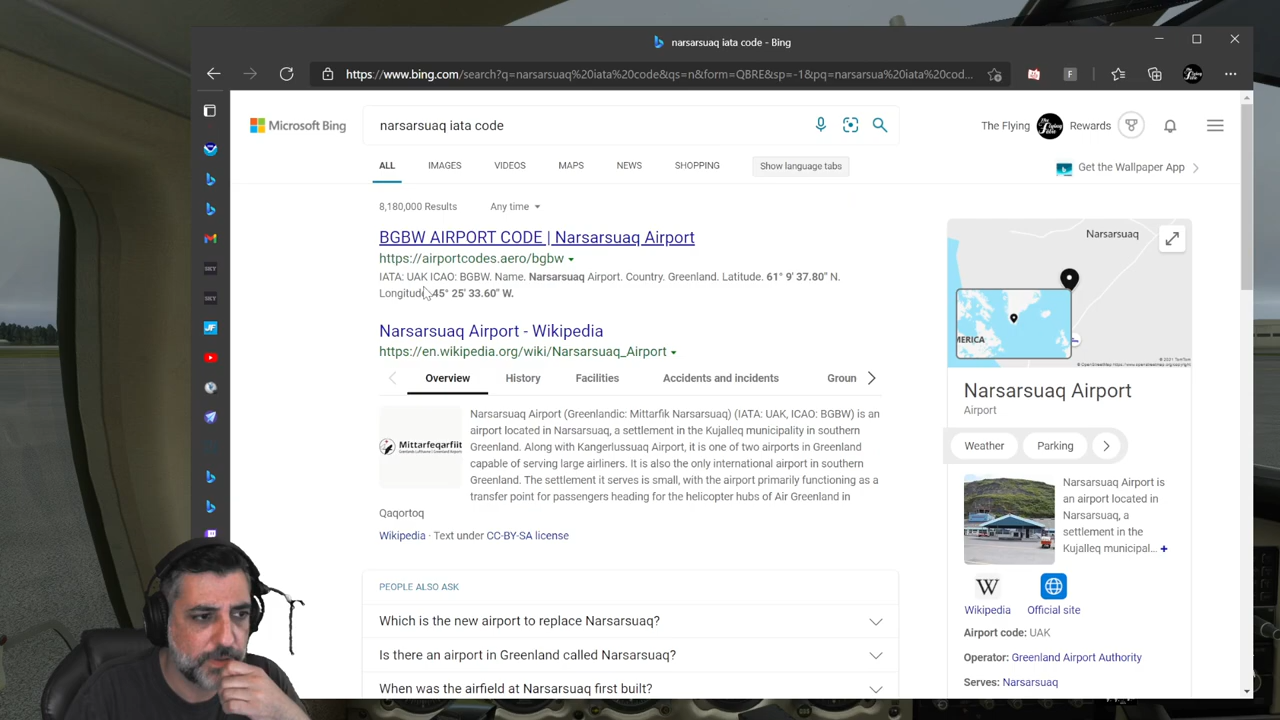 narsarsuaq iata code - Bing
https://www.bing.com/search?q=narsarsuaq%20iata%20code&qs=n&form=QBRE&sp=-1&pq=narsarsua%20iata%20cod...
F
Microsoft Bing
narsarsuaq iata code
The Flying
Rewards
ALL IMAGES VIDEOS MAPS NEWS SHOPPING Show language tabs
Get the Wallpaper App
8,180,000 Results Any time
BGBW AIRPORT CODE | Narsarsuaq Airport
https://airportcodes.aero/bgbw
IATA: UAK ICAO: BGBW. Name. Narsarsuaq Airport. Country. Greenland. Latitude. 61° 9' 37.80" N.
Longitude 45° 25' 33.60" W.
Narsarsuaq Airport - Wikipedia
https://en.wikipedia.org/wiki/Narsarsuaq_Airport
Overview History Facilities Accidents and incidents Groun
Mittarfeqarfiit
Narsarsuaq Airport (Greenlandic: Mittarfik Narsarsuaq) (IATA: UAK, ICAO: BGBW) is an
airport located in Narsarsuaq, a settlement in the Kujalleq municipality in southern
Greenland. Along with Kangerlussuaq Airport, it is one of two airports in Greenland
capable of serving large airliners. It is also the only international airport in southern
Greenland. The settlement it serves is small, with the airport primarily functioning as a
transfer point for passengers heading for the helicopter hubs of Air Greenland in
Qaqortoq
Wikipedia · Text under CC-BY-SA license
PEOPLE ALSO ASK
Which is the new airport to replace Narsarsuaq?
Is there an airport in Greenland called Narsarsuaq?
When was the airfield at Narsarsuaq first built?
Narsarsuaq
MERICA
Narsarsuaq Airport
Airport
Weather Parking
Narsarsuaq Airport is
an airport located in
Narsarsuaq, a
settlement in the
Kujalleq municipal... +
W
Wikipedia Official site
Airport code: UAK
Operator: Greenland Airport Authority
Serves: Narsarsuaq